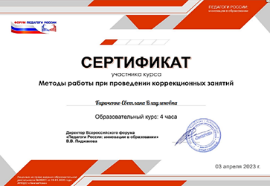 ФОРУМ ПЕДАГОГИ РОССИИ
СЕРТИФИКАТ
участника курса
Методы работы при проведении коррекционных занятий
Образовательный курс: 4 часа
Директор Всероссийского форума
«Педагоги России: инновации в образовании»
03 апреля 2023 г.